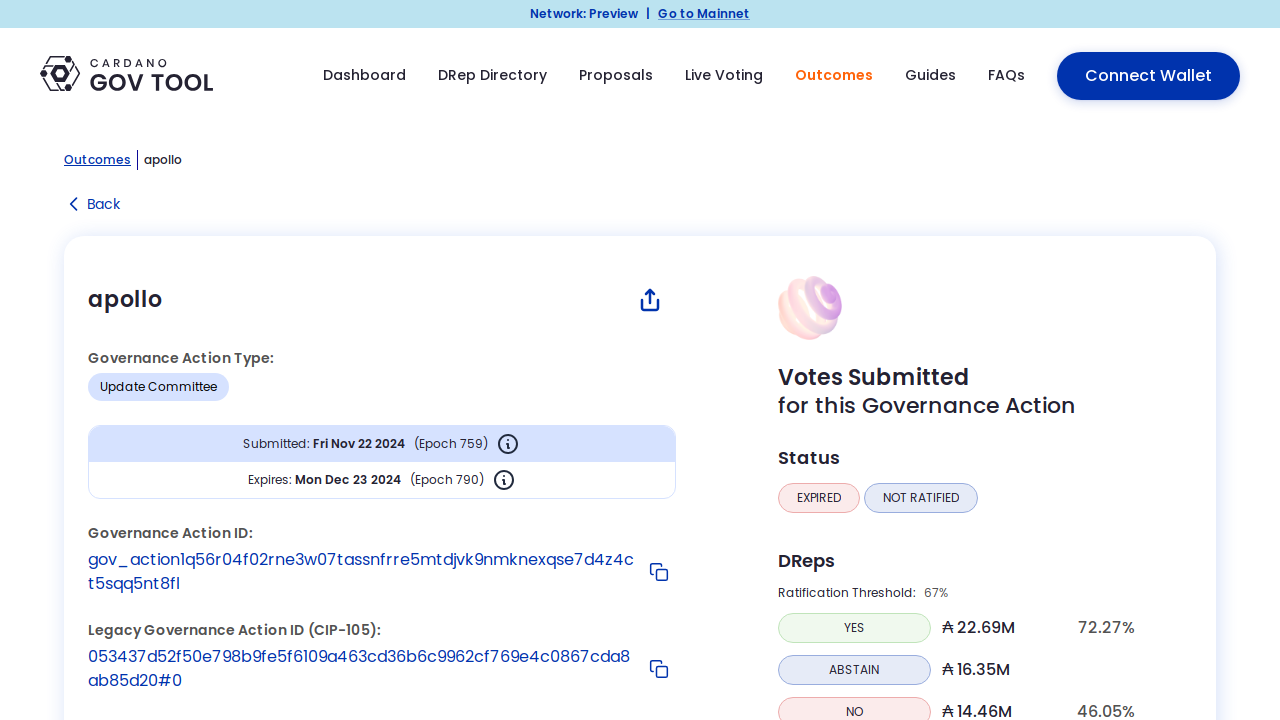 Network: Preview | Go to Mainnet
CARDANO
GOV TOOL
Dashboard DRep Directory Proposals Live Voting Outcomes Guides FAQs Connect Wallet
Outcomes apollo
Back
apollo
Governance Action Type:
Update Committee
Submitted: Fri Nov 22 2024 (Epoch 759)
Expires: Mon Dec 23 2024 (Epoch 790)
Governance Action ID:
gov_action1q56r04f02rne3w07tassnfrre5mtdjvk9nmknexqse7d4z4c
t5sqq5nt8fl
Legacy Governance Action ID (CIP-105):
053437d52f50e798b9fe5f6109a463cd36b6c9962cf769e4c0867cda8
ab85d20#0
Votes Submitted
for this Governance Action
Status
EXPIRED NOT RATIFIED
DReps
Ratification Threshold: 67%
YES ₳ 22.69M 72.27%
ABSTAIN ₳ 16.35M
NO ₳ 14.46M 46.05%